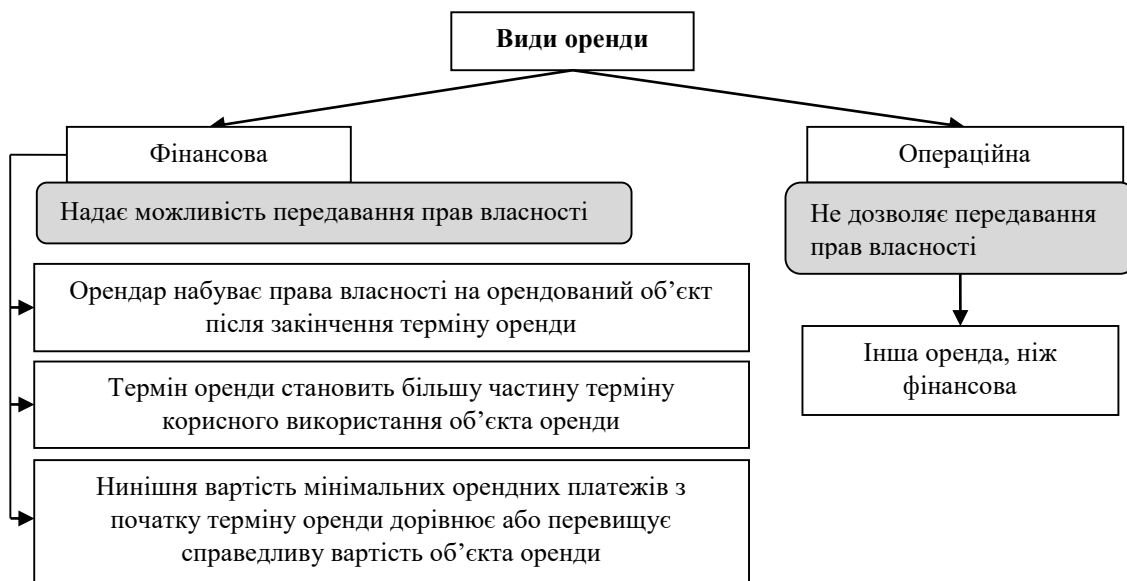 Види оренди
Фінансова
Надає можливість передавання прав власності
Орендар набуває права власності на орендований об’єкт
після закінчення терміну оренди
Термін оренди становить більшу частину терміну
корисного використання об’єкта оренди
Нинішня вартість мінімальних орендних платежів з
початку терміну оренди дорівнює або перевищує
справедливу вартість об’єкта оренди
Операційна
Не дозволяє передавання
прав власності
Інша оренда, ніж
фінансова